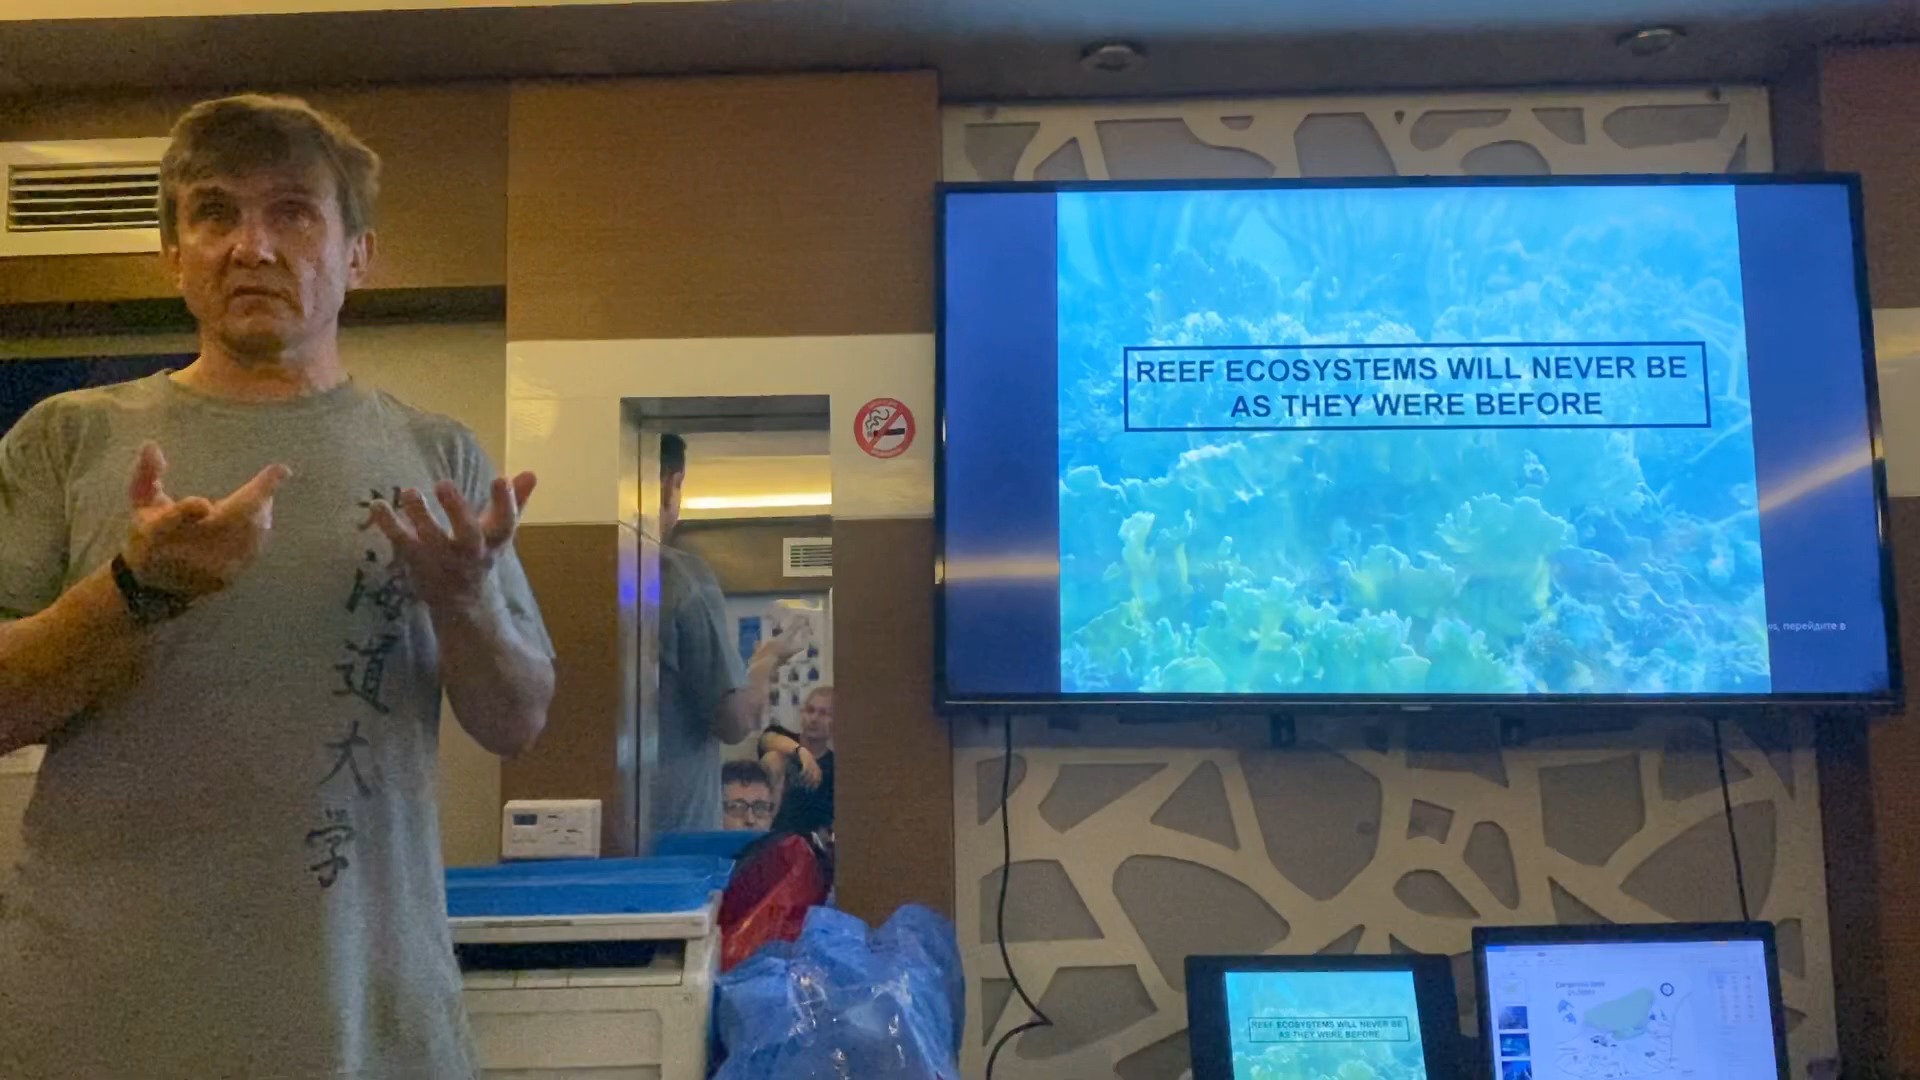 REEF ECOSYSTEMS WILL NEVER BE
AS THEY WERE BEFORE
перейдите в
海
道
大
学
REEF ECOSYSTEMS WILL NEVER BE
AS THEY WERE BEFORE